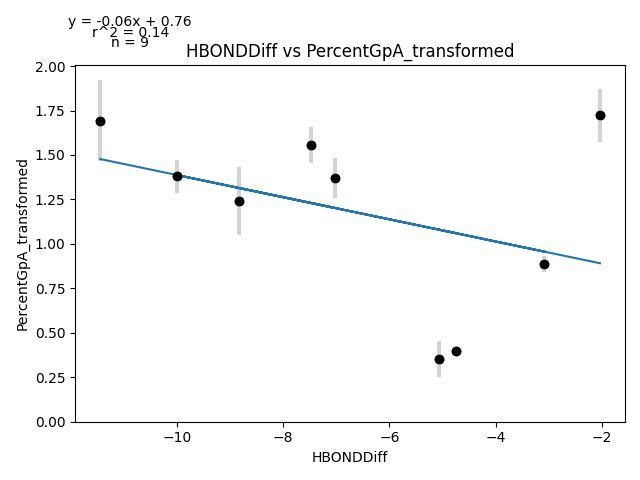 y = -0.06x + 0.76
r^2 = 0.14
n = 9
HBONDDiff vs PercentGpA_transformed
2.00
1.75
1.50
1.25
1.00
0.75
0.50
0.25
0.00
PercentGpA_transformed
−10
−8
−6
−4
−2
HBONDDiff